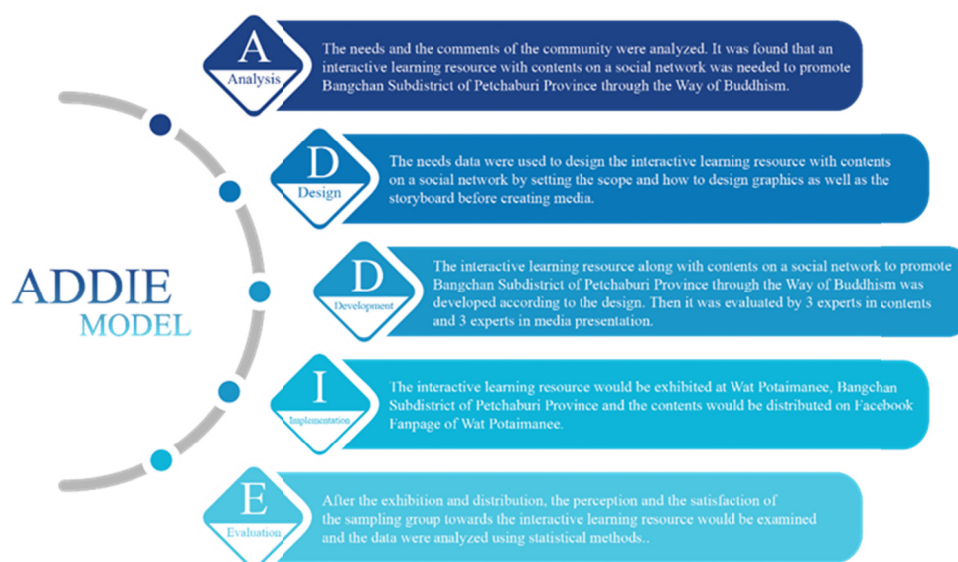 ADDIE
MODEL
A
Analysis
The needs and the comments of the community were analyzed. It was found that an
interactive learning resource with contents on a social network was needed to promote
Bangchan Subdistrict of Petchaburi Province through the Way of Buddhism.
D
Design
The needs data were used to design the interactive learning resource with contents
on a social network by setting the scope and how to design graphics as well as the
storyboard before creating media.
D
Development
The interactive learning resource along with contents on a social network to promote
Bangchan Subdistrict of Petchaburi Province through the Way of Buddhism was
developed according to the design. Then it was evaluated by 3 experts in contents
and 3 experts in media presentation.
I
Implementation
The interactive learning resource would be exhibited at Wat Potaimanee, Bangchan
Subdistrict of Petchaburi Province and the contents would be distributed on Facebook
Fanpage of Wat Potaimanee.
E
Evaluation
After the exhibition and distribution, the perception and the satisfaction of
the sampling group towards the interactive learning resource would be examined
and the data were analyzed using statistical methods..